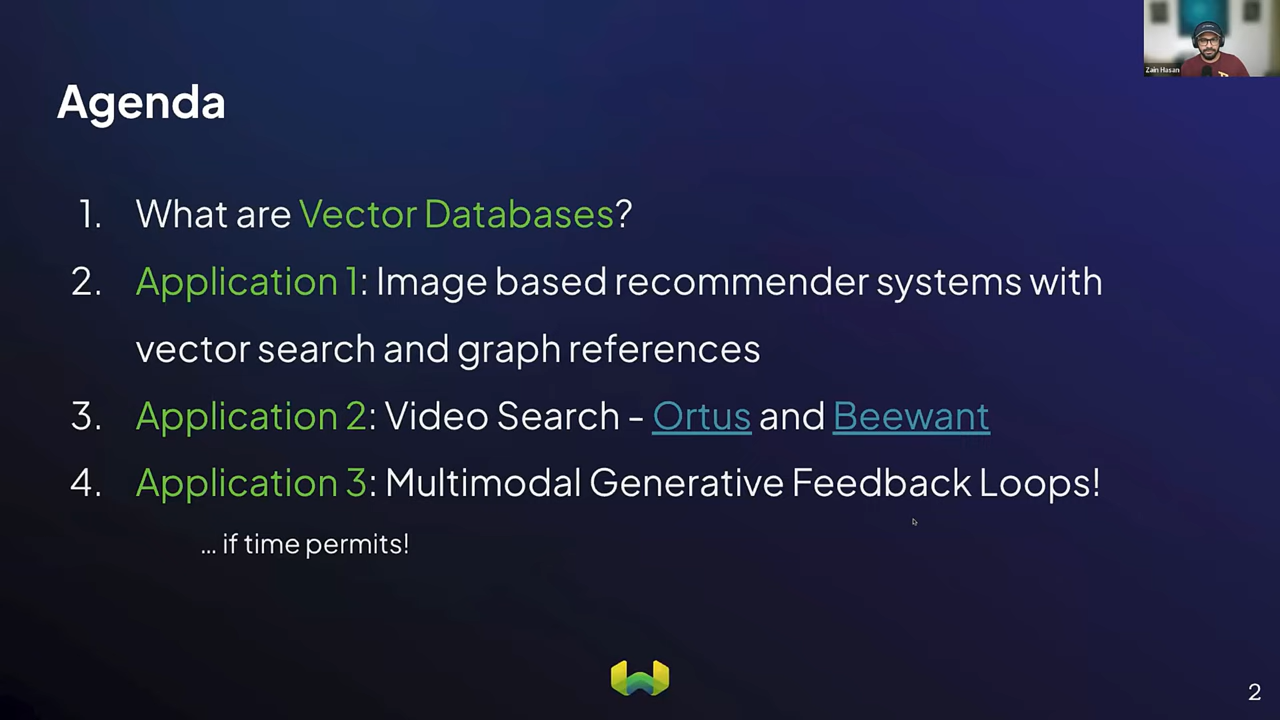 Zain Hasan
Agenda
1. What are Vector Databases?
2. Application 1: Image based recommender systems with
vector search and graph references
3. Application 2: Video Search - Ortus and Beewant
4. Application 3: Multimodal Generative Feedback Loops!
... if time permits!
2